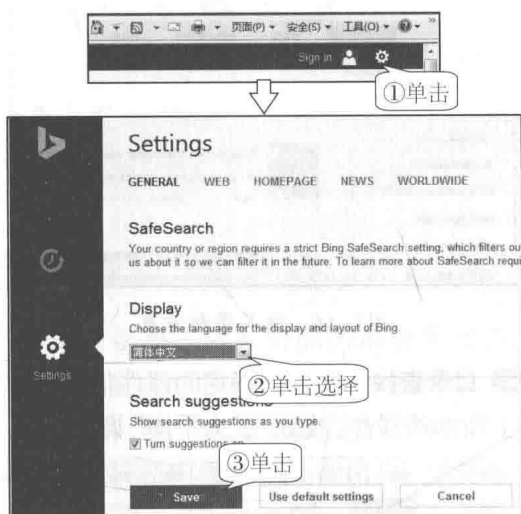 页面(P) 安全(S) 工具(O) »
Sign in
①单击
Settings
GENERAL WEB HOMEPAGE NEWS WORLDWIDE
SafeSearch
Your country or region requires a strict Bing SafeSearch setting, which filters ou
us about it so we can filter it in the future. To learn more about SafeSearch requi
Display
Choose the language for the display and layout of Bing
简体中文
Settings
②单击选择
Search suggestions
Show search suggestions as you type
Turn suggestions on
③单击
Save Use default settings Cancel